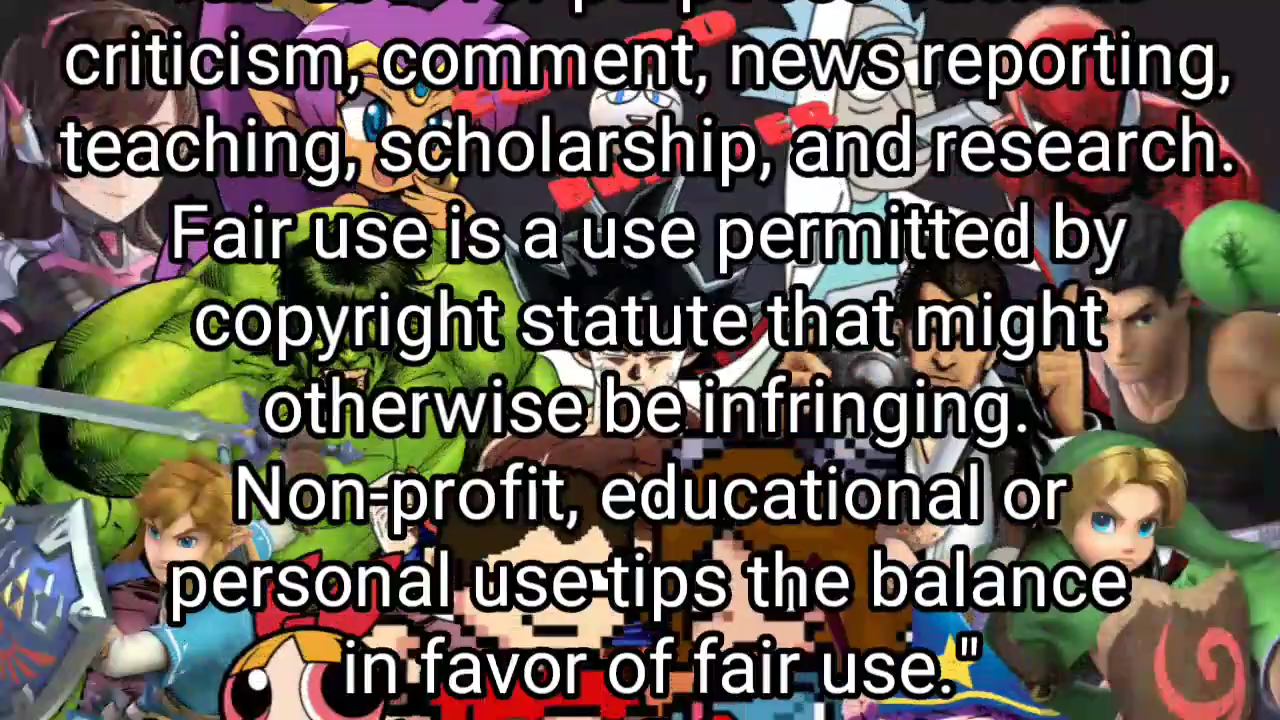 criticism, comment, news reporting,
teaching, scholarship, and research.
Fair use is a use permitted by
copyright statute that might
otherwise be infringing.
Non-profit, educational or
personal use tips the balance
in favor of fair use."